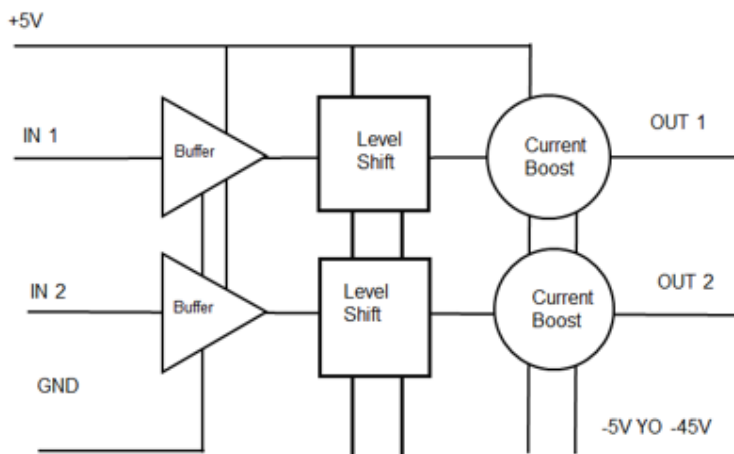 +5V
IN 1
Buffer
Level
Shift
Current
Boost
OUT 1
IN 2
Buffer
Level
Shift
Current
Boost
OUT 2
GND
-5V YO -45V